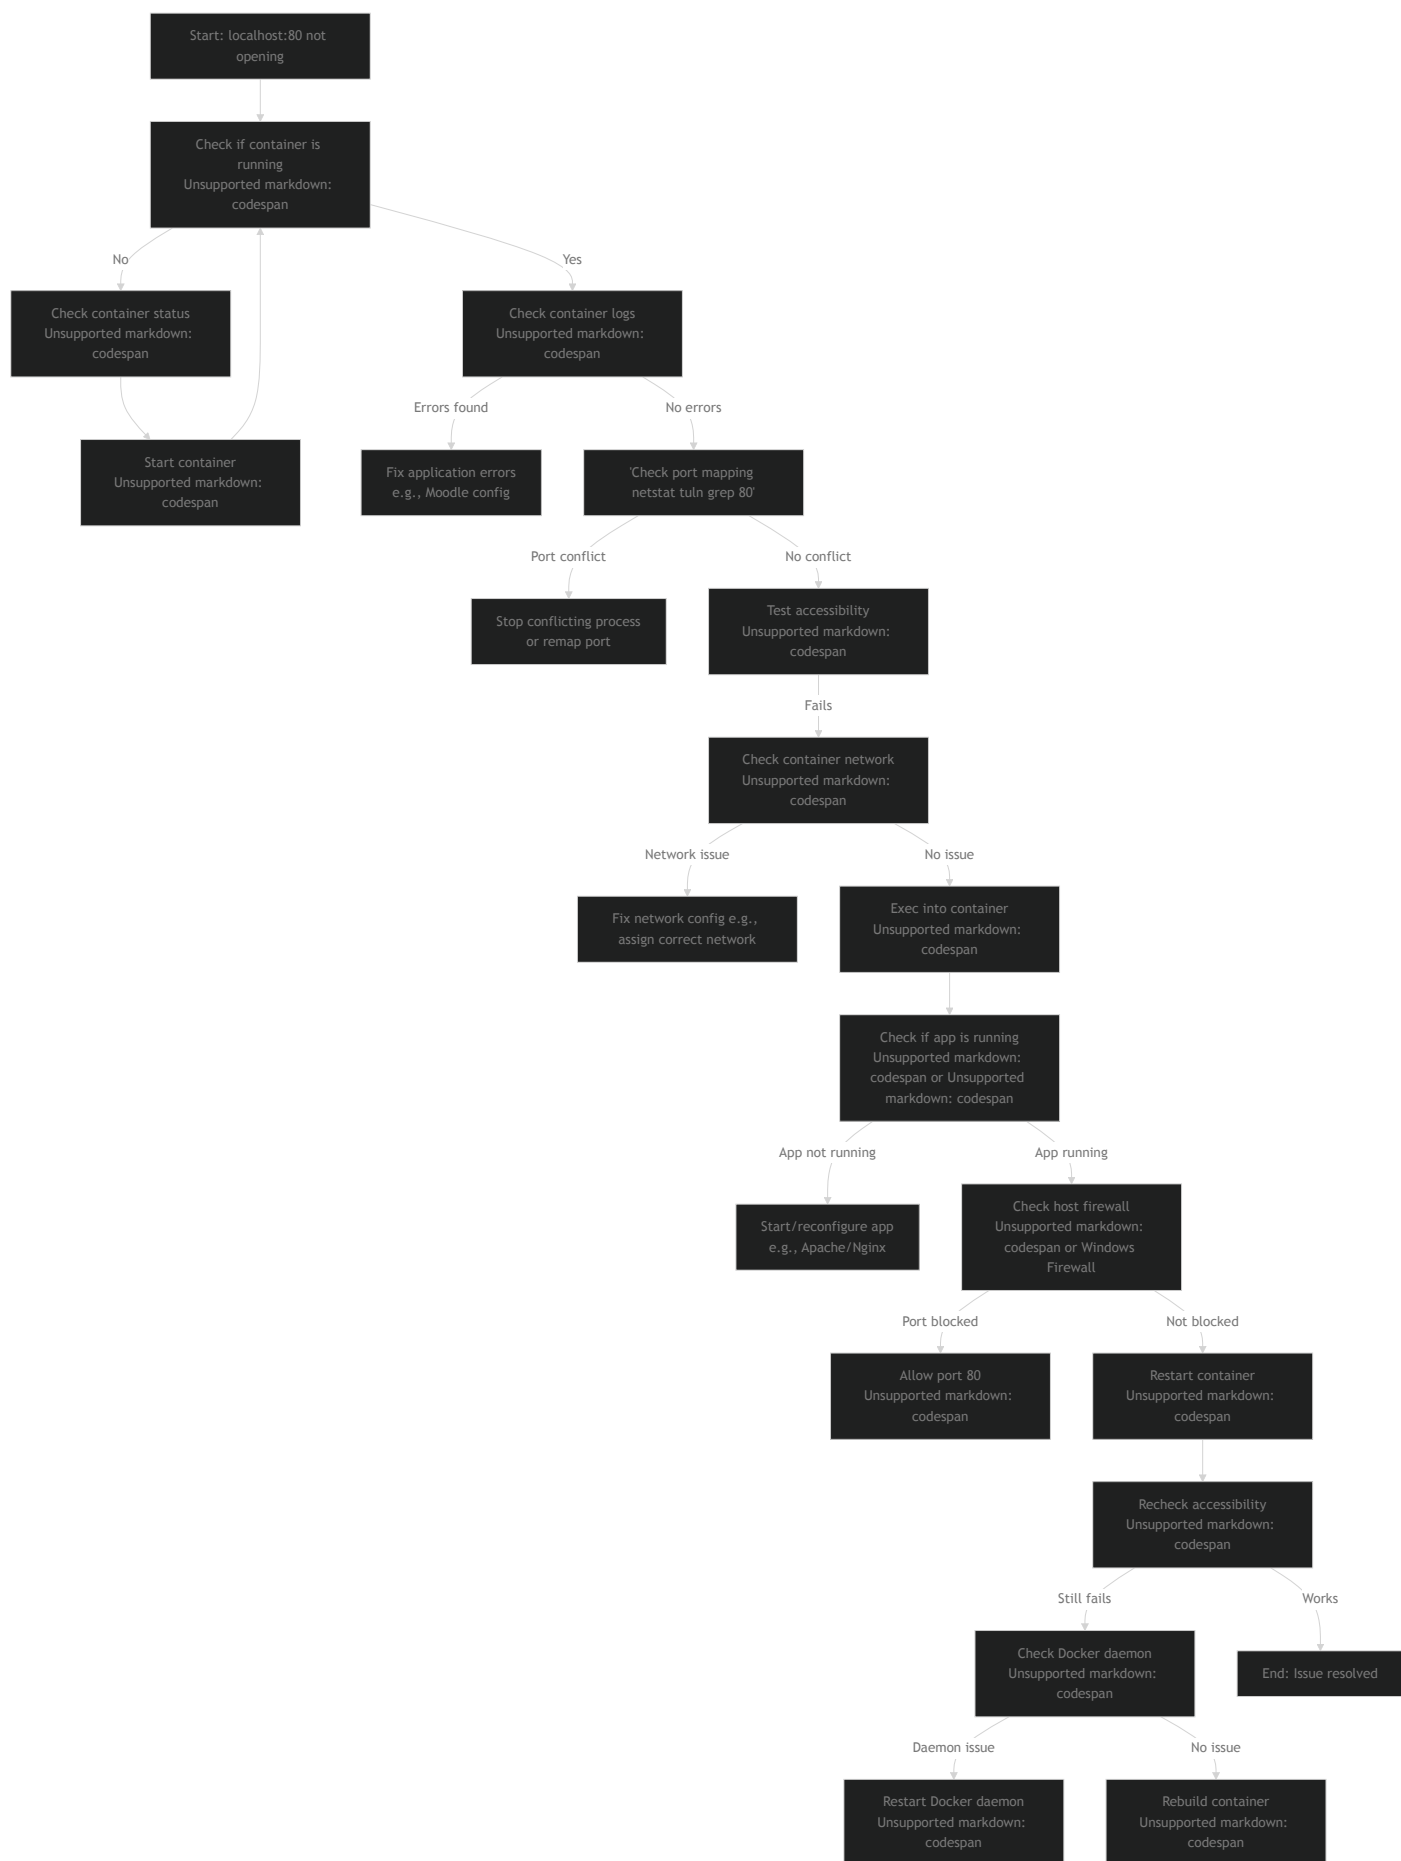 Start: localhost:80 not
opening
Check if container is
running
Unsupported markdown:
codespan
No
Yes
Check container status
Unsupported markdown:
codespan
Check container logs
Unsupported markdown:
codespan
Errors found
No errors
Start container
Unsupported markdown:
codespan
Fix application errors
e.g., Moodle config
'Check port mapping
netstat tuln grep 80'
Port conflict
No conflict
Stop conflicting process
or remap port
Test accessibility
Unsupported markdown:
codespan
Fails
Check container network
Unsupported markdown:
codespan
Network issue
No issue
Fix network config e.g.,
assign correct network
Exec into container
Unsupported markdown:
codespan
Check if app is running
Unsupported markdown:
codespan or Unsupported
markdown: codespan
App not running
App running
Start/reconfigure app
e.g., Apache/Nginx
Check host firewall
Unsupported markdown:
codespan or Windows
Firewall
Port blocked
Not blocked
Allow port 80
Unsupported markdown:
codespan
Restart container
Unsupported markdown:
codespan
Recheck accessibility
Unsupported markdown:
codespan
Still fails
Works
Check Docker daemon
Unsupported markdown:
codespan
End: Issue resolved
Daemon issue
No issue
Restart Docker daemon
Unsupported markdown:
codespan
Rebuild container
Unsupported markdown:
codespan